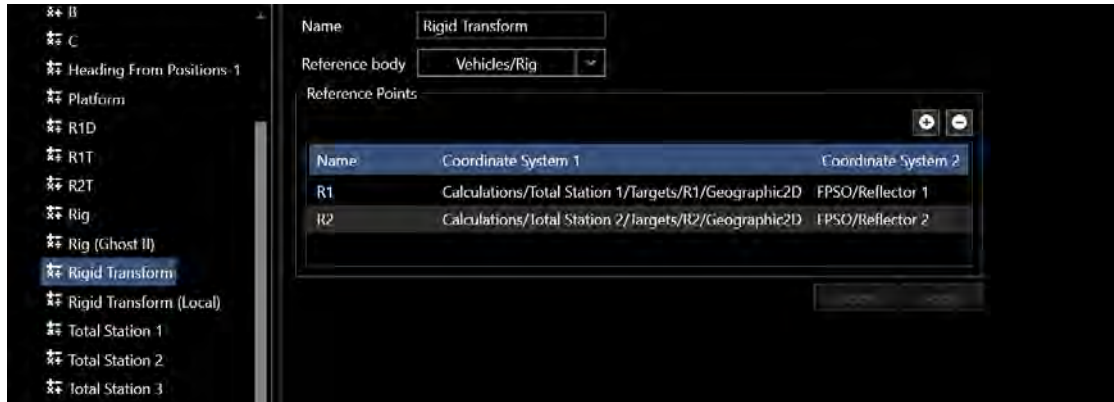 B
C
Heading From Positions-1
Platform
R1D
R1T
R2T
Rig
Rig (Ghost II)
Rigid Transform
Rigid Transform (Local)
Total Station 1
Total Station 2
Total Station 3
Name Rigid Transform
Reference body Vehicles/Rig
Reference Points
Name Coordinate System 1 Coordinate System 2
R1 Calculations/Total Station 1/Targets/R1/Geographic2D FPSO/Reflector 1
R2 Calculations/Total Station 2/Targets/R2/Geographic2D FPSO/Reflector 2